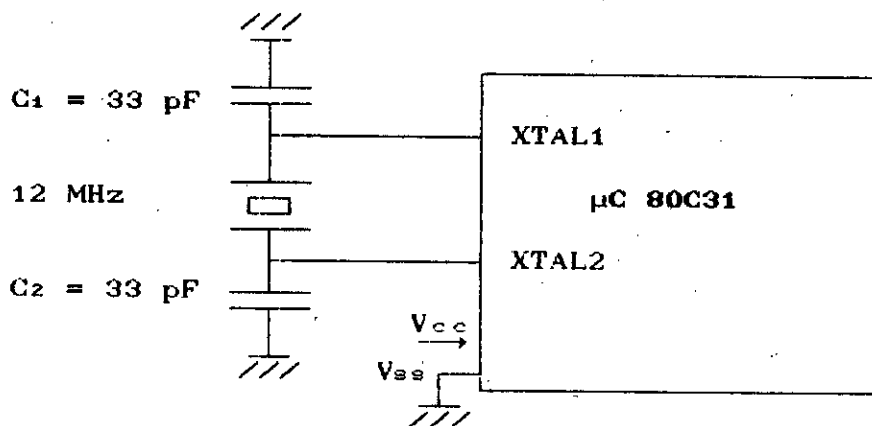 C1 = 33 pF
XTAL1
12 MHz
µC 80C31
XTAL2
C2 = 33 pF
Vcc
Vss